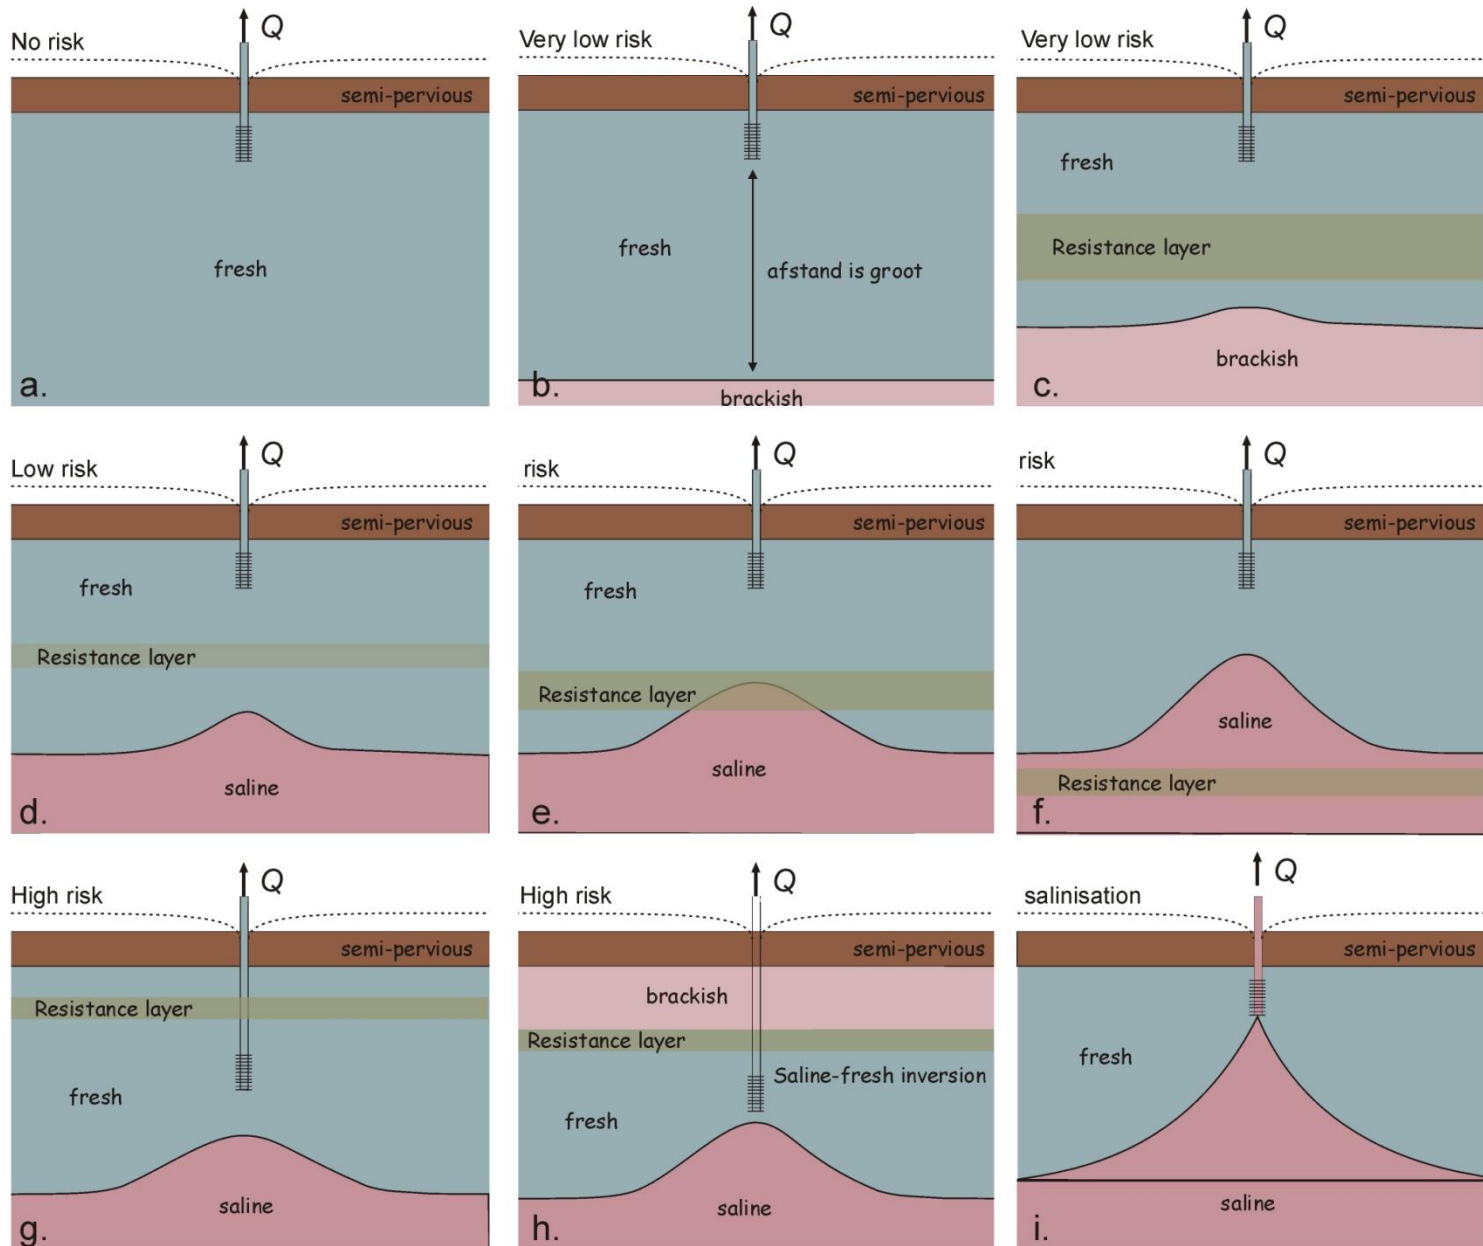 No risk
Q
semi-pervious
fresh
a.
Very low risk
Q
semi-pervious
fresh
afstand is groot
b.
brackish
Very low risk
Q
semi-pervious
fresh
Resistance layer
brackish
c.
Low risk
Q
semi-pervious
fresh
Resistance layer
saline
d.
risk
Q
semi-pervious
fresh
Resistance layer
saline
e.
risk
Q
semi-pervious
saline
Resistance layer
f.
High risk
Q
semi-pervious
Resistance layer
fresh
saline
g.
High risk
Q
semi-pervious
brackish
Resistance layer
Saline-fresh inversion
fresh
saline
h.
salinisation
Q
semi-pervious
fresh
saline
i.